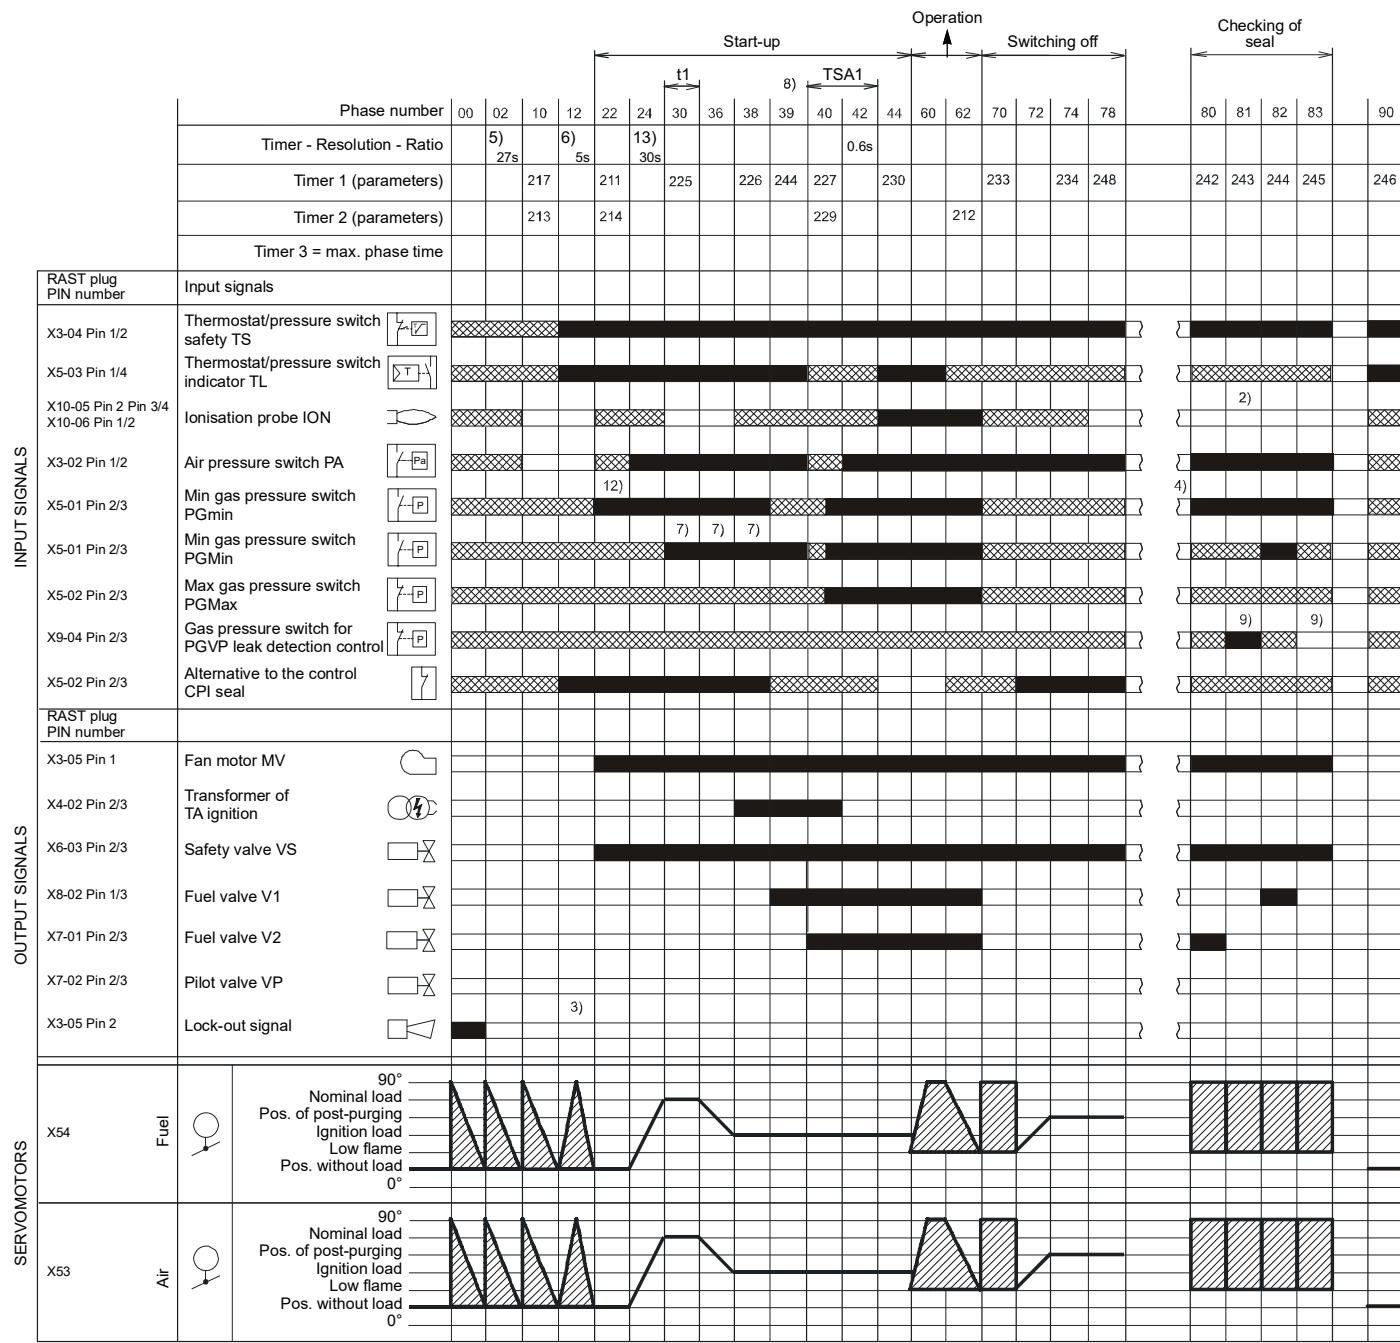 Operation
Start-up
Switching off
Checking of
seal
t1
8)
TSA1
Phase number 00 02 10 12 22 24 30 36 38 39 40 42 44 60 62 70 72 74 78 80 81 82 83 90
Timer - Resolution - Ratio 5) 27s 6) 5s 13) 30s 0.6s
Timer 1 (parameters) 217 211 225 226 244 227 230 233 234 248 242 243 244 245 246
Timer 2 (parameters) 213 214 229 212
Timer 3 = max. phase time
INPUT SIGNALS
RAST plug
PIN number
Input signals
X3-04 Pin 1/2
Thermostat/pressure switch
safety TS
X5-03 Pin 1/4
Thermostat/pressure switch
indicator TL
T
2)
X10-05 Pin 2 Pin 3/4
X10-06 Pin 1/2
Ionisation probe ION
X3-02 Pin 1/2
Air pressure switch PA
Pa
12)
4)
X5-01 Pin 2/3
Min gas pressure switch
PGmin
P
7) 7) 7)
X5-01 Pin 2/3
Min gas pressure switch
PGMin
P
X5-02 Pin 2/3
Max gas pressure switch
PGMax
P
9) 9)
X9-04 Pin 2/3
Gas pressure switch for
PGVP leak detection control
P
X5-02 Pin 2/3
Alternative to the control
CPI seal
OUTPUT SIGNALS
RAST plug
PIN number
X3-05 Pin 1
Fan motor MV
X4-02 Pin 2/3
Transformer of
TA ignition
X6-03 Pin 2/3
Safety valve VS
X8-02 Pin 1/3
Fuel valve V1
X7-01 Pin 2/3
Fuel valve V2
X7-02 Pin 2/3
Pilot valve VP
3)
X3-05 Pin 2
Lock-out signal
SERVOMOTORS
X54
Fuel
90°
Nominal load
Pos. of post-purging
Ignition load
Low flame
Pos. without load
0°
X53
Air
90°
Nominal load
Pos. of post-purging
Ignition load
Low flame
Pos. without load
0°